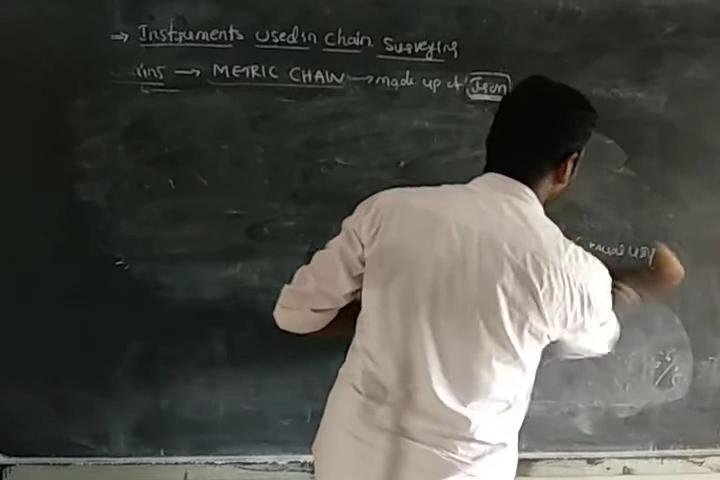 ⇒ Instruments used in Chain Surveying
ins → METRIC CHAIN → made up of Iron